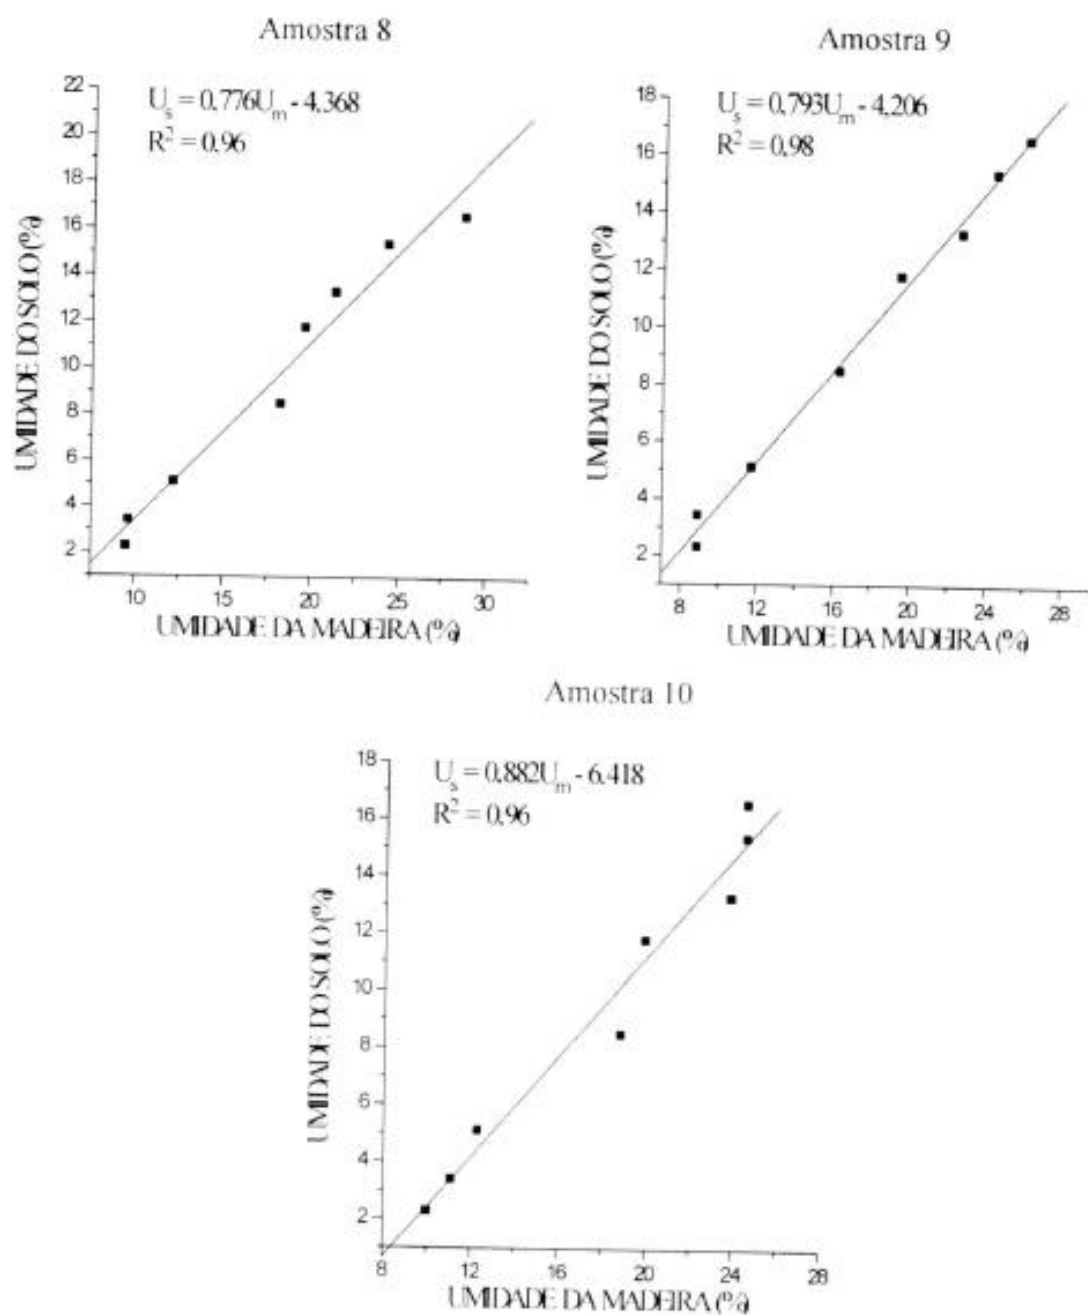 Amostra 8
U_s = 0.776U_m - 4.368
R² = 0.96
22
20
18
16
14
12
10
8
6
4
2
UMIDADE DO SOLO (%)
10 15 20 25 30
UMIDADE DA MADEIRA (%)
Amostra 9
U_s = 0.793U_m - 4.206
R² = 0.98
18
16
14
12
10
8
6
4
2
UMIDADE DO SOLO (%)
8 12 16 20 24 28
UMIDADE DA MADEIRA (%)
Amostra 10
U_s = 0.882U_m - 6.418
R² = 0.96
18
16
14
12
10
8
6
4
2
UMIDADE DO SOLO (%)
8 12 16 20 24 28
UMIDADE DA MADEIRA (%)